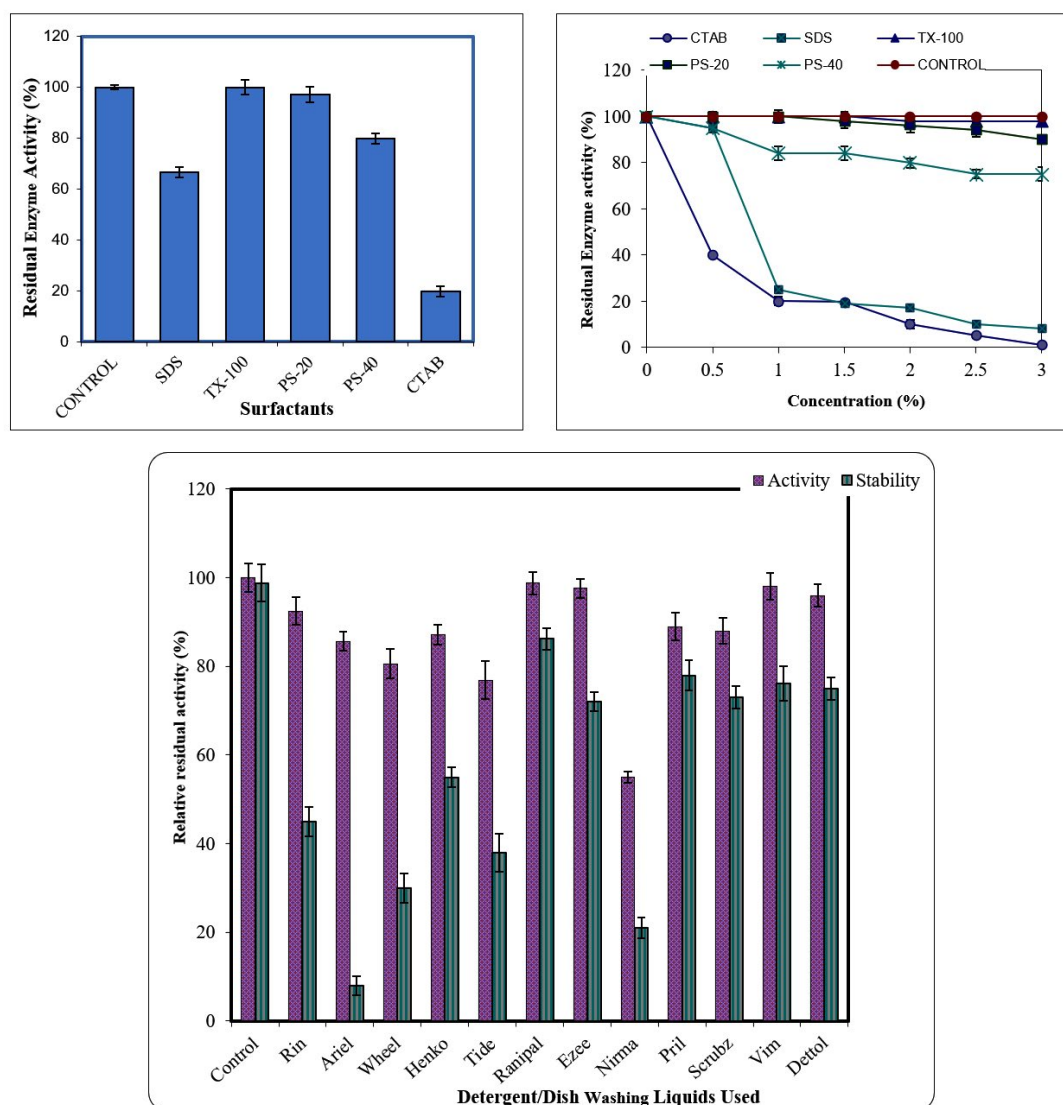 120
100
80
60
40
20
0
Residual Enzyme Activity (%)
CONTROL
SDS
TX-100
PS-20
PS-40
CTAB
Surfactants
CTAB SDS TX-100
PS-20 PS-40 CONTROL
120
100
80
60
40
20
0
Residual Enzyme activity (%)
0 0.5 1 1.5 2 2.5 3
Concentration (%)
Activity Stability
120
100
80
60
40
20
0
Relative residual activity (%)
Control
Rin
Ariel
Wheel
Henko
Tide
Ranipal
Ezee
Nirma
Pril
Scrubz
Vim
Dettol
Detergent/Dish Washing Liquids Used